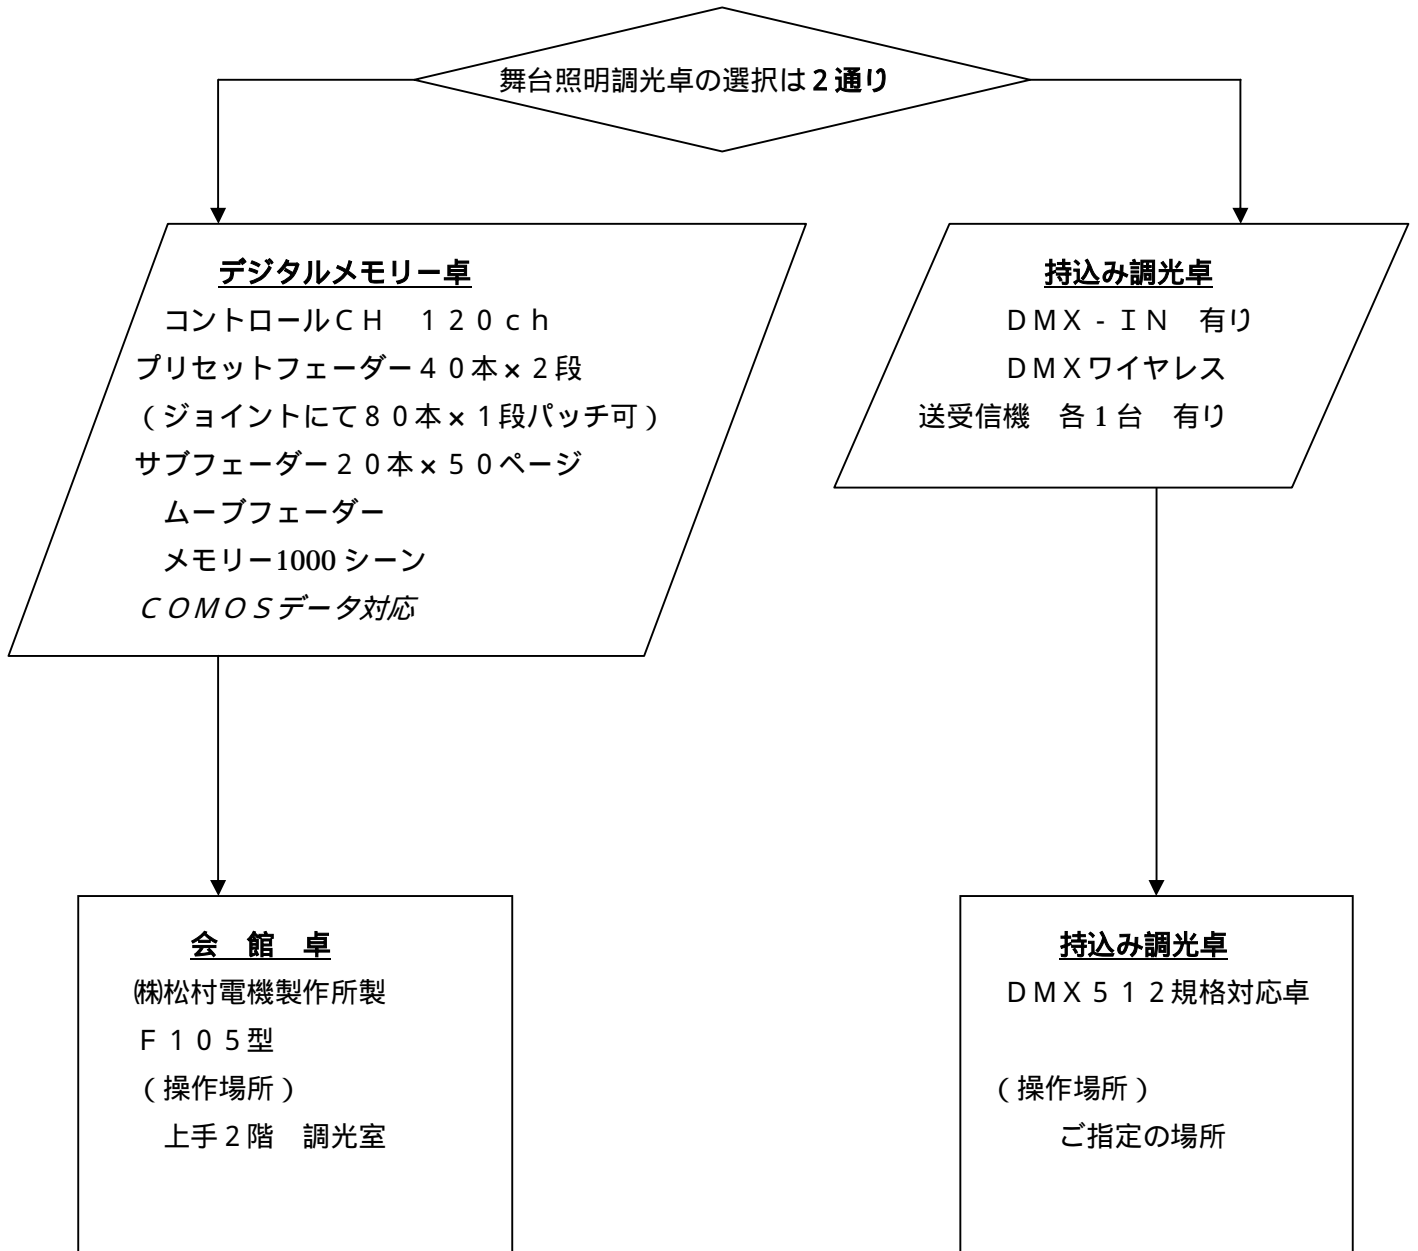 舞台照明調光卓の選択は２通り
デジタルメモリー卓
コントロールＣＨ　１２０ｃｈ
プリセットフェーダー４０本×２段
（ジョイントにて８０本×１段パッチ可）
サブフェーダー２０本×５０ページ
ムーブフェーダー
メモリー1000 シーン
ＣＯＭＯＳデータ対応
持込み調光卓
ＤＭＸ‐ＩＮ　有り
ＤＭＸワイヤレス
送受信機　各 1 台　有り
会　館　卓
㈱松村電機製作所製
Ｆ１０５型
（操作場所）
上手２階　調光室
持込み調光卓
ＤＭＸ５１２規格対応卓
（操作場所）
ご指定の場所